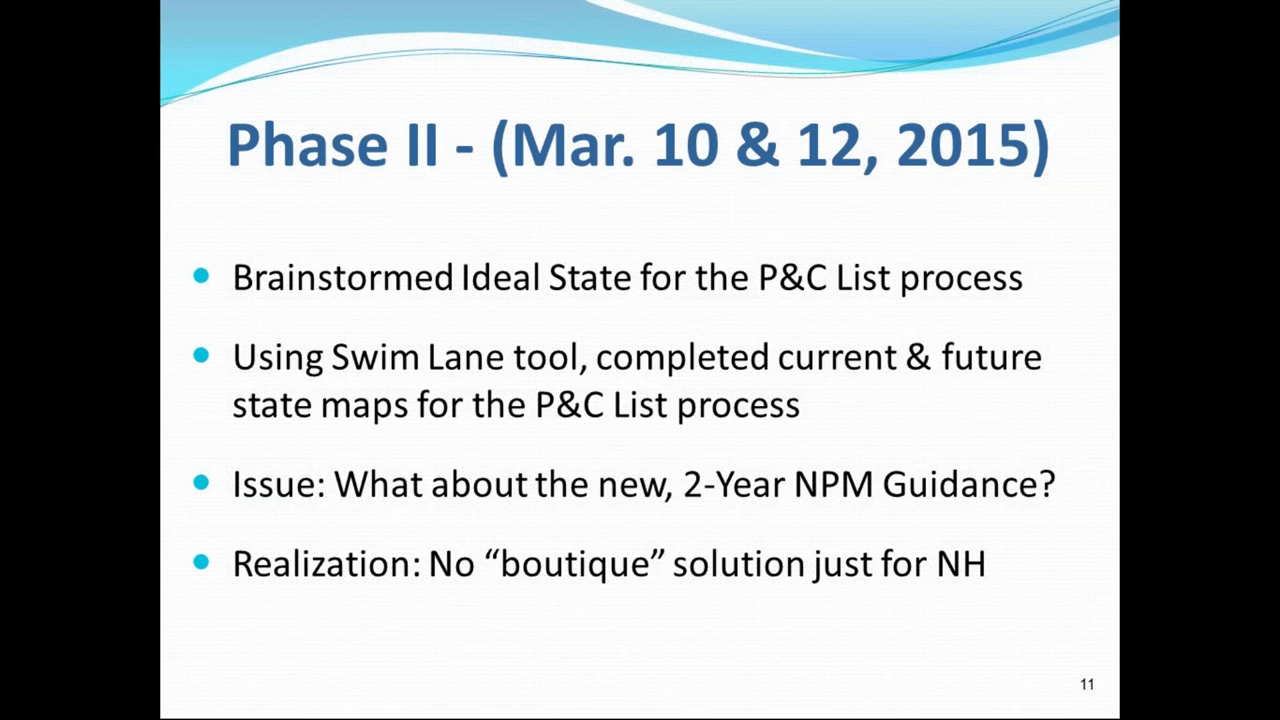 Phase II - (Mar. 10 & 12, 2015)
Brainstormed Ideal State for the P&C List process
Using Swim Lane tool, completed current & future
state maps for the P&C List process
Issue: What about the new, 2-Year NPM Guidance?
Realization: No “boutique” solution just for NH
11